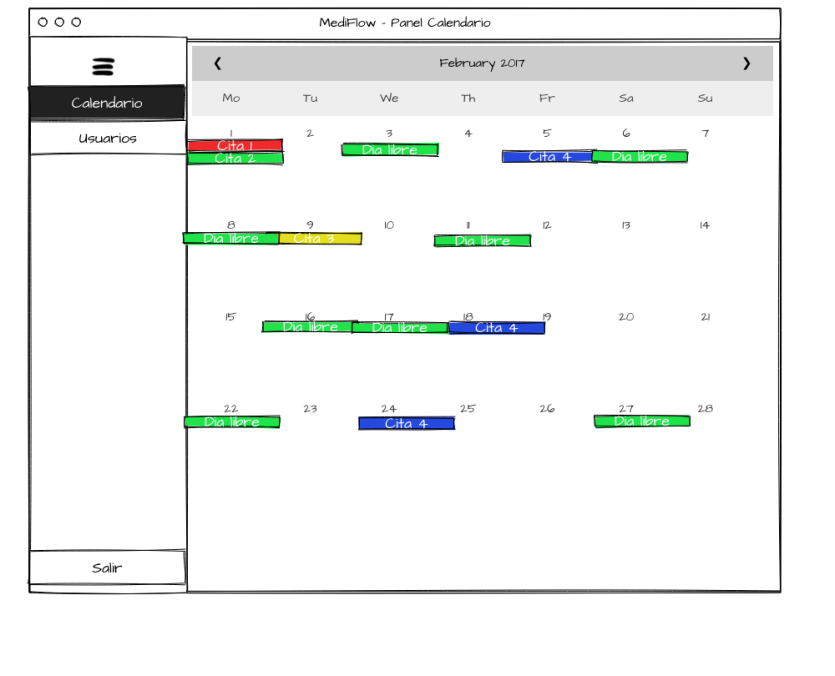 MediFlow - Panel Calendario
Calendario
Usuarios
Salir
February 2017
Mo Tu We Th Fr Sa Su
1 2 3 4 5 6 7
Cita 1 Dia libre Cita 4 Dia libre
Cita 2
8 9 10 11 12 13 14
Dia libre Cita 3 Dia libre
15 16 17 18 19 20 21
Dia libre Dia libre Cita 4
22 23 24 25 26 27 28
Dia libre Cita 4 Dia libre